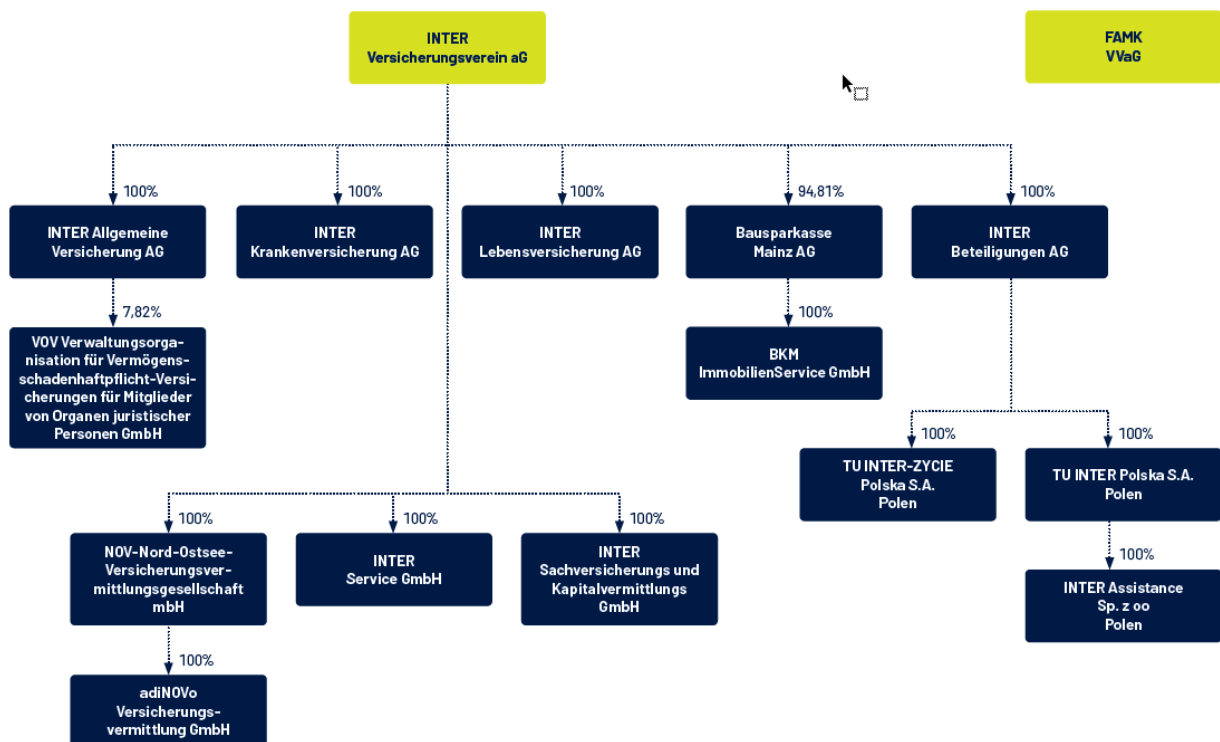 INTER
Versicherungsverein aG
FAMK
VVaG
100%
100%
100%
94,81%
100%
INTER Allgemeine
Versicherung AG
INTER
Krankenversicherung AG
INTER
Lebensversicherung AG
Bausparkasse
Mainz AG
INTER
Beteiligungen AG
7,82%
100%
VOV Verwaltungsorga-
nisation für Vermögens-
schadenhaftpflicht-Versi-
cherungen für Mitglieder
von Organen juristischer
Personen GmbH
BKM
ImmobilienService GmbH
100%
100%
TU INTER-ZYCIE
Polska S.A.
Polen
TU INTER Polska S.A.
Polen
100%
100%
100%
NOV-Nord-Ostsee-
Versicherungsver-
mittlungsgesellschaft
mbH
INTER
Service GmbH
INTER
Sachversicherungs und
Kapitalvermittlungs
GmbH
100%
INTER Assistance
Sp. z oo
Polen
100%
adiNOVo
Versicherungs-
vermittlung GmbH